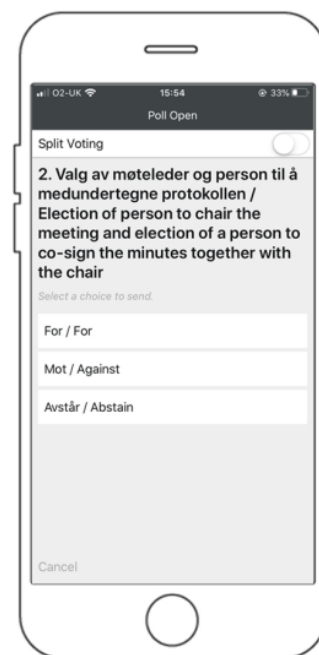 O2-UK 15:54 33%
Poll Open
Split Voting
2. Valg av møteleder og person til å
medundertegne protokollen /
Election of person to chair the
meeting and election of a person to
co-sign the minutes together with
the chair
Select a choice to send.
For / For
Mot / Against
Avstår / Abstain
Cancel